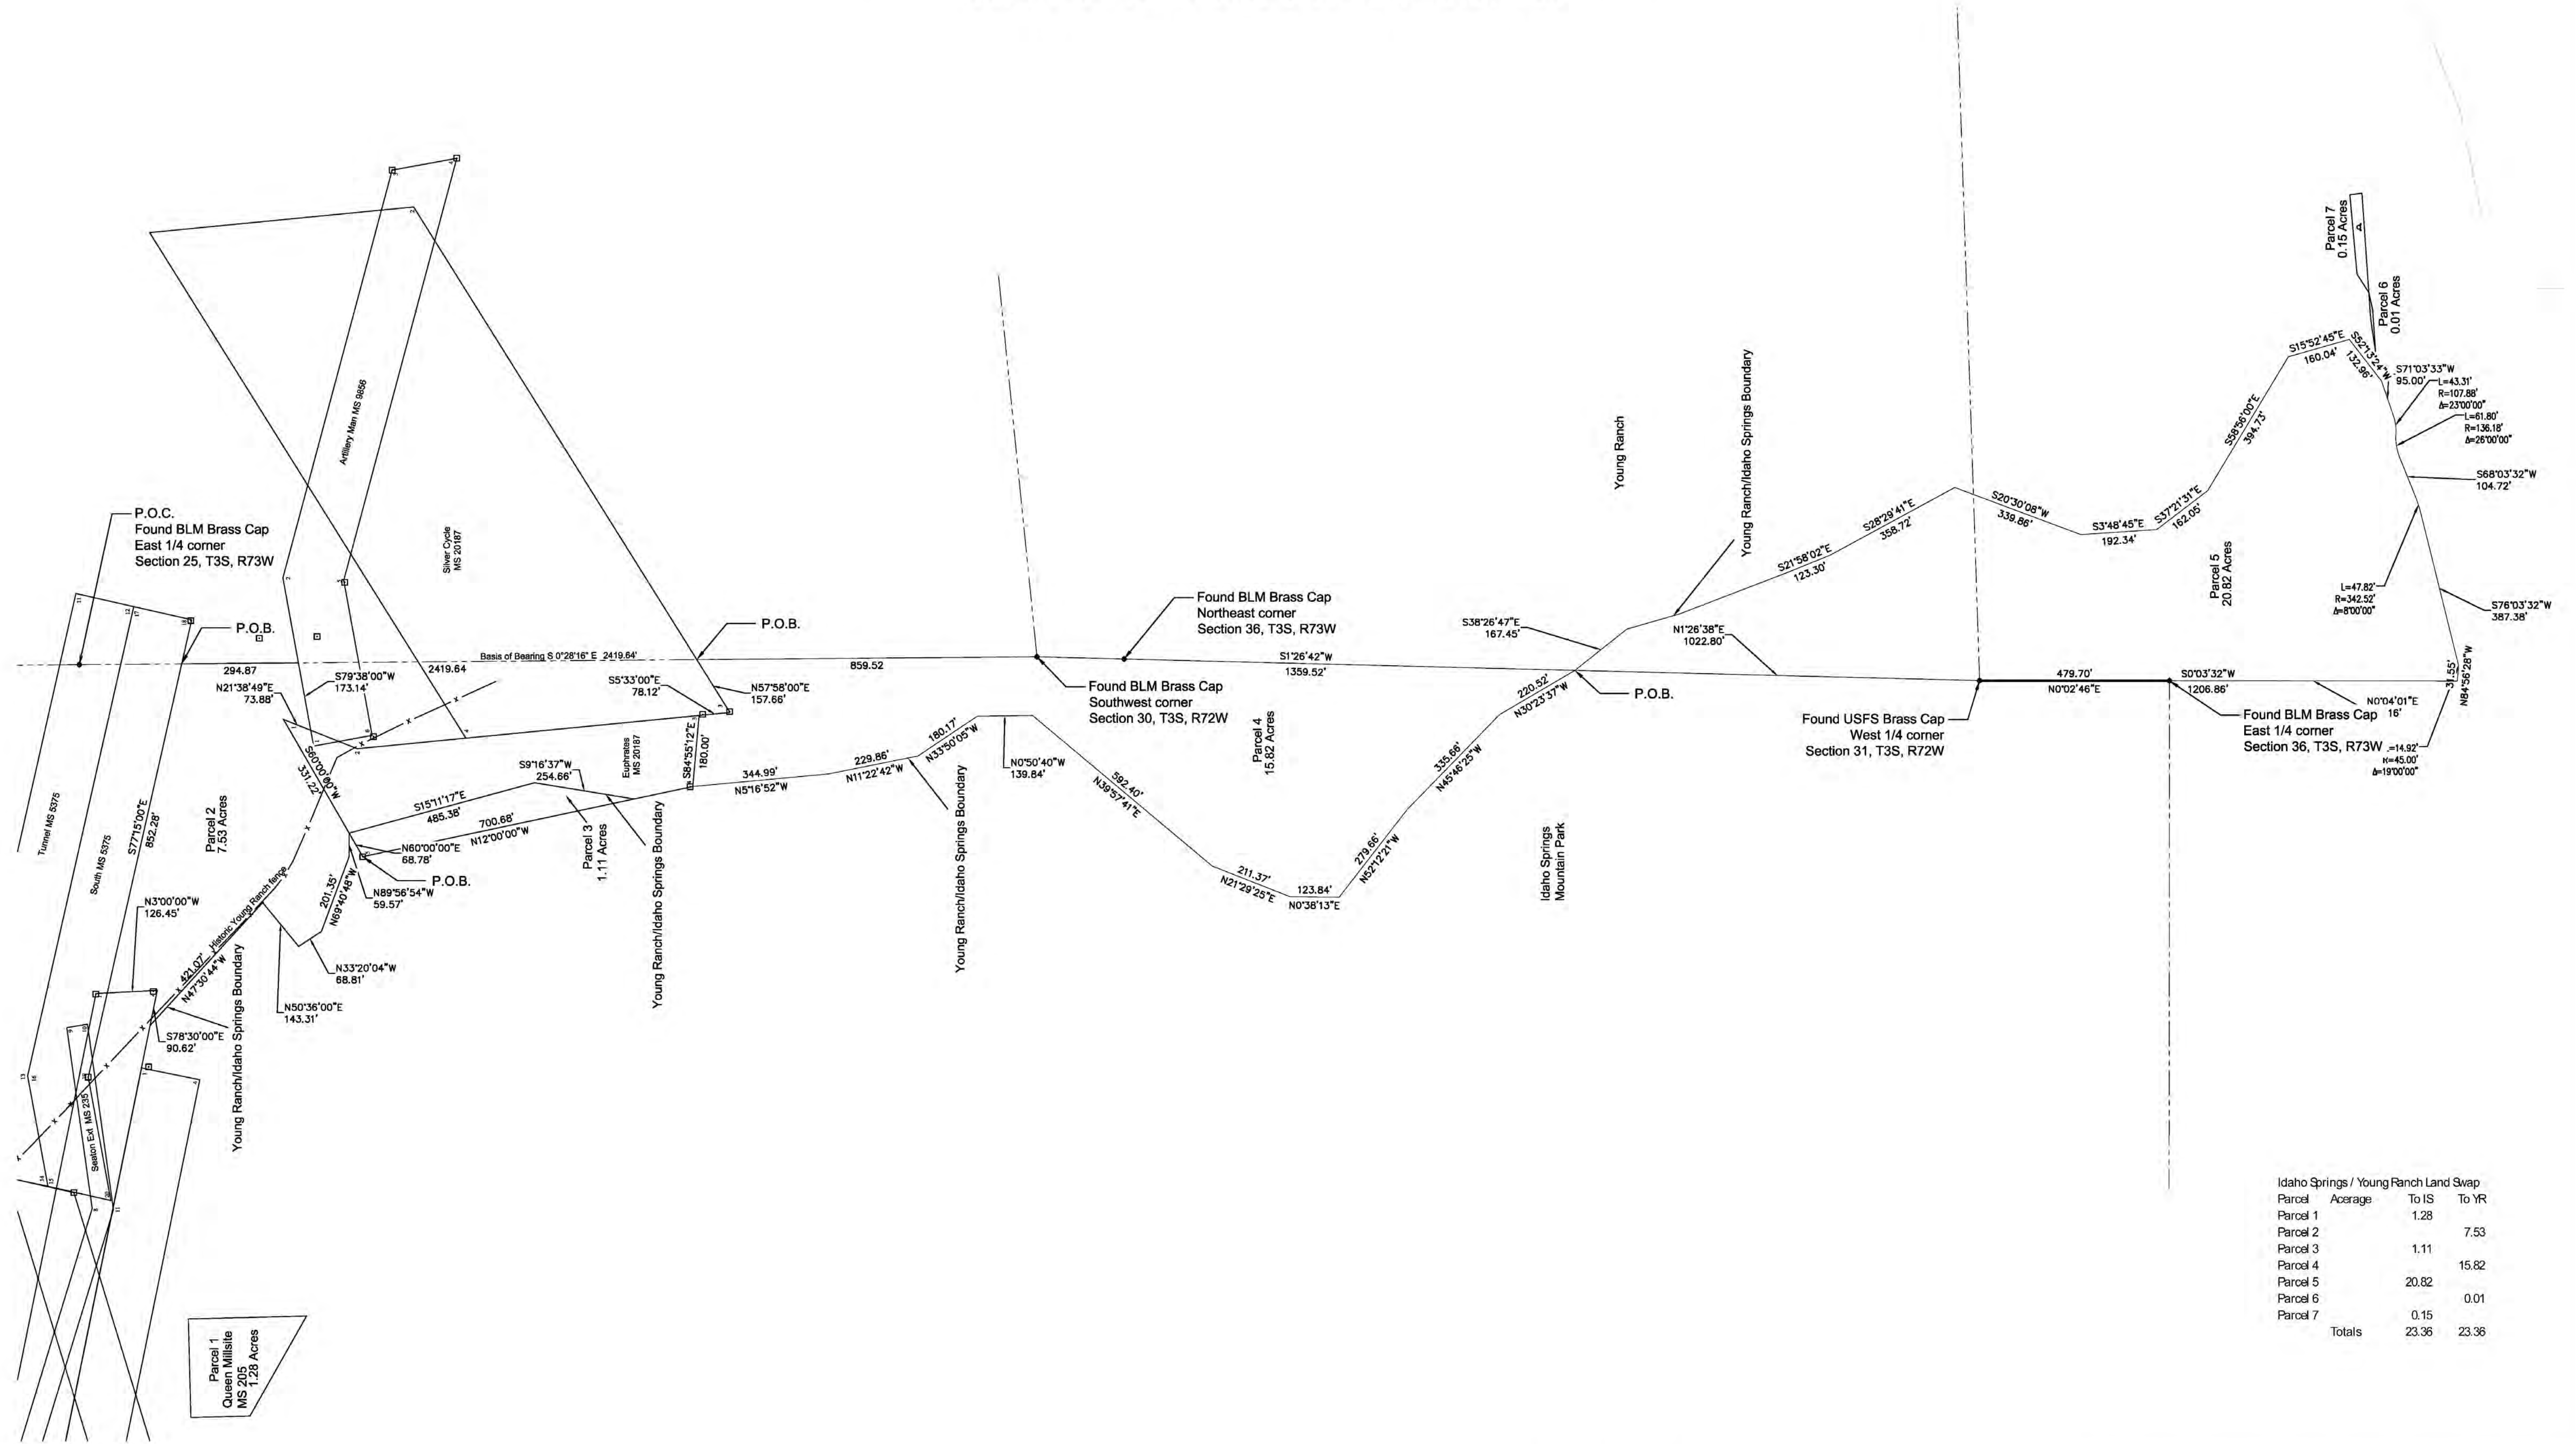 P.O.C.
Found BLM Brass Cap
East 1/4 corner
Section 25, T3S, R73W
P.O.B.
294.87
N21°38'49"E
73.88'
S79°38'00"W
173.14'
2419.64
Basis of Bearing S 0°28'16" E 2419.64'
Artilliery Man MS 9856
Silver Cycle
MS 20187
P.O.B.
S5°33'00"E
78.12'
N57°58'00"E
157.66'
859.52
Found BLM Brass Cap
Southwest corner
Section 30, T3S, R72W
Found BLM Brass Cap
Northeast corner
Section 36, T3S, R73W
S1°26'42"W
1359.52'
Tunnel MS 5375
South MS 5375
S77°15'00"E
852.28'
Parcel 2
7.53 Acres
S60°00'00"W
331.22'
S15°11'17"E
485.38'
S9°16'37"W
254.66'
Euphrates
MS 20187
S84°55'12"E
180.00'
700.68'
N12°00'00"W
Parcel 3
1.11 Acres
N60°00'00"E
68.78'
P.O.B.
N89°56'54"W
59.57'
201.35'
N69°40'48"W
N33°20'04"W
68.81'
N50°36'00"E
143.31'
Historic Young Ranch fence
421.07'
N47°30'44"W
N3°00'00"W
126.45'
S78°30'00"E
90.62'
Seaton Ext MS 235
Young Ranch/Idaho Springs Boundary
Young Ranch/Idaho Springs Boundary
344.99'
N5°16'52"W
229.86'
N11°22'42"W
180.17'
N33°50'05"W
Young Ranch/Idaho Springs Boundary
N0°50'40"W
139.84'
592.40'
N39°57'41"E
211.37'
N21°29'25"E
123.84'
N0°38'13"E
279.66'
N52°12'21"W
335.66'
N45°46'25"W
220.52'
N30°23'37"W
Parcel 4
15.82 Acres
Idaho Springs
Mountain Park
P.O.B.
S38°26'47"E
167.45'
N1°26'38"E
1022.80'
Young Ranch
Young Ranch/Idaho Springs Boundary
S21°58'02"E
123.30'
S28°29'41"E
358.72'
S20°30'08"W
339.86'
S3°48'45"E
192.34'
S37°21'31"E
162.05'
S58°56'00"E
394.73'
S15°52'45"E
160.04'
S52°13'24"W
132.96'
Parcel 7
0.15 Acres
Parcel 6
0.01 Acres
S71°03'33"W
95.00'
L=43.31'
R=107.88'
Δ=23°00'00"
L=61.80'
R=136.18'
Δ=26°00'00"
S68°03'32"W
104.72'
L=47.82'
R=342.52'
Δ=8°00'00"
S76°03'32"W
387.38'
Parcel 5
20.82 Acres
31.55'
N84°56'28"W
479.70'
N0°02'46"E
S0°03'32"W
1206.86'
N0°04'01"E
16'
Found USFS Brass Cap
West 1/4 corner
Section 31, T3S, R72W
Found BLM Brass Cap
East 1/4 corner
Section 36, T3S, R73W
=14.92'
R=45.00'
Δ=19°00'00"
Parcel 1
Queen Millsite
MS 205
1.28 Acres
Idaho Springs / Young Ranch Land Swap
Parcel Acerage To IS To YR
Parcel 1 1.28
Parcel 2 7.53
Parcel 3 1.11
Parcel 4 15.82
Parcel 5 20.82
Parcel 6 0.01
Parcel 7 0.15
Totals 23.36 23.36